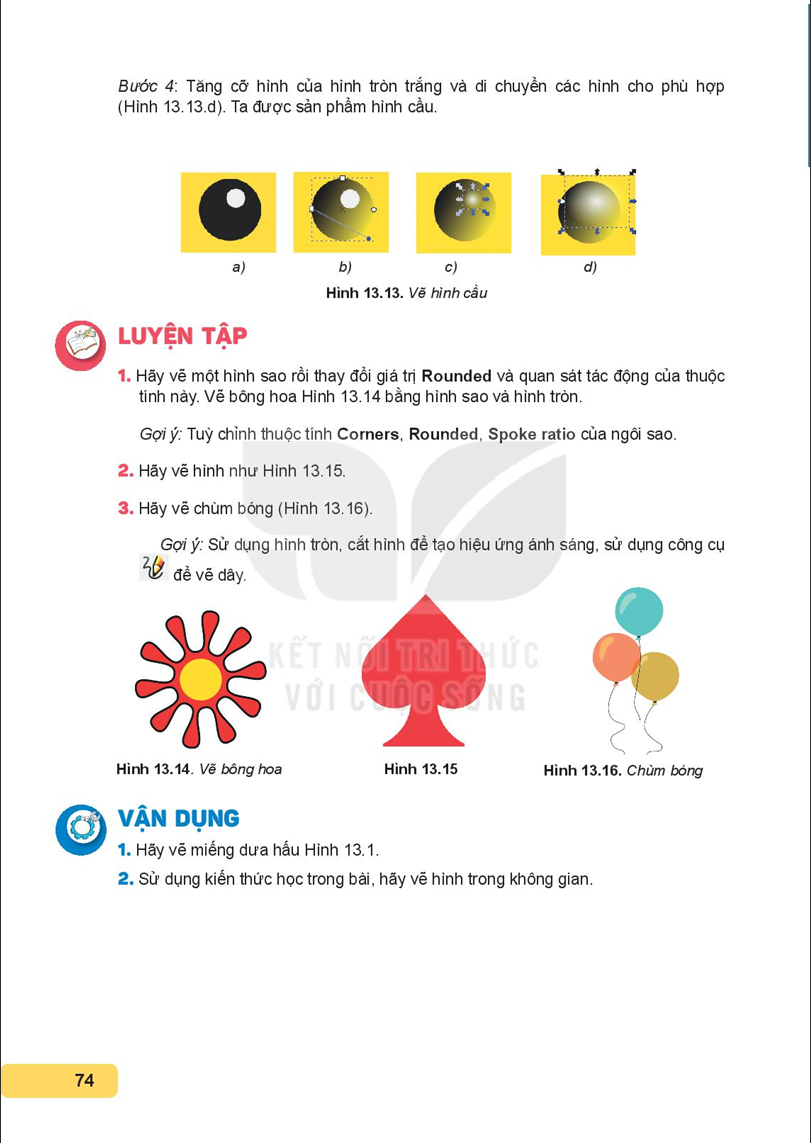 Bước 4: Tăng cỡ hình của hình tròn trắng và di chuyển các hình cho phù hợp
(Hình 13.13.d). Ta được sản phẩm hình cầu.
a) b) c) d)
Hình 13.13. Vẽ hình cầu
LUYỆN TẬP
1. Hãy vẽ một hình sao rồi thay đổi giá trị Rounded và quan sát tác động của thuộc
tính này. Vẽ bông hoa Hình 13.14 bằng hình sao và hình tròn.
Gợi ý: Tuỳ chỉnh thuộc tính Corners, Rounded, Spoke ratio của ngôi sao.
2. Hãy vẽ hình như Hình 13.15.
3. Hãy vẽ chùm bóng (Hình 13.16).
Gợi ý: Sử dụng hình tròn, cắt hình để tạo hiệu ứng ánh sáng, sử dụng công cụ
để vẽ dây.
KẾT NỐI TRI THỨC
VỚI CUỘC SỐNG
Hình 13.14. Vẽ bông hoa
Hình 13.15
Hình 13.16. Chùm bóng
VẬN DỤNG
1. Hãy vẽ miếng dưa hấu Hình 13.1.
2. Sử dụng kiến thức học trong bài, hãy vẽ hình trong không gian.
74